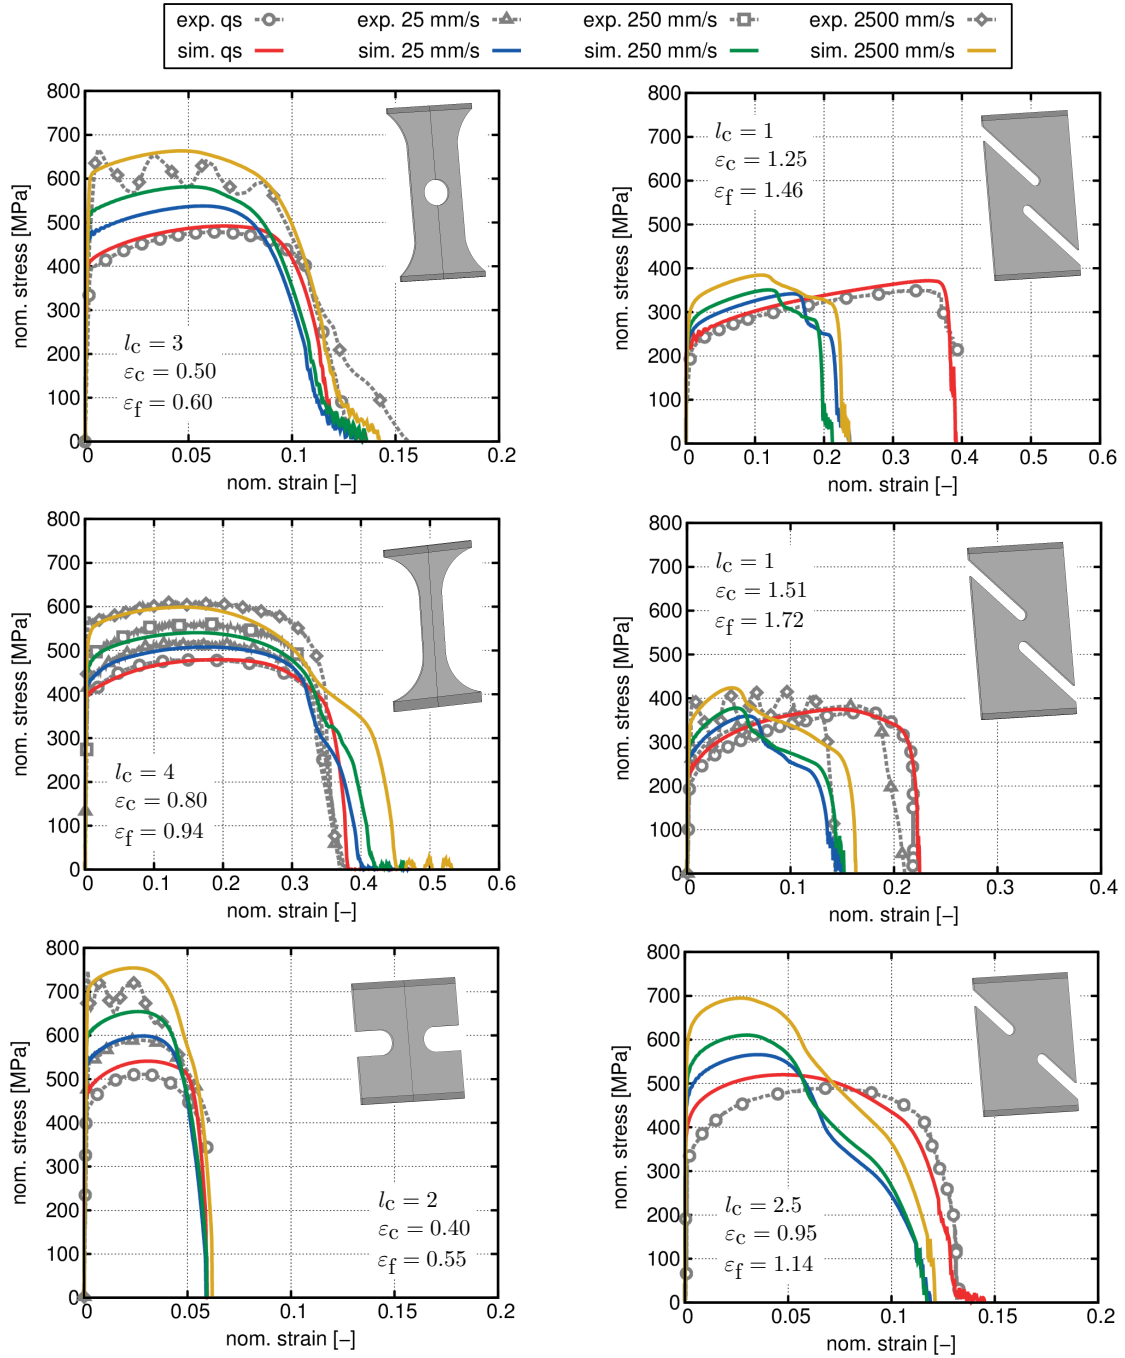 exp. qs exp. 25 mm/s exp. 250 mm/s exp. 2500 mm/s
sim. qs sim. 25 mm/s sim. 250 mm/s sim. 2500 mm/s
800
700
600
500
400
300
200
100
0
nom. stress [MPa]
lc = 3
εc = 0.50
εf = 0.60
0 0.05 0.1 0.15 0.2
nom. strain [−]
800
700
600
500
400
300
200
100
0
nom. stress [MPa]
lc = 1
εc = 1.25
εf = 1.46
0 0.1 0.2 0.3 0.4 0.5 0.6
nom. strain [−]
800
700
600
500
400
300
200
100
0
nom. stress [MPa]
lc = 4
εc = 0.80
εf = 0.94
0 0.1 0.2 0.3 0.4 0.5 0.6
nom. strain [−]
800
700
600
500
400
300
200
100
0
nom. stress [MPa]
lc = 1
εc = 1.51
εf = 1.72
0 0.1 0.2 0.3 0.4
nom. strain [−]
800
700
600
500
400
300
200
100
0
nom. stress [MPa]
lc = 2
εc = 0.40
εf = 0.55
0 0.05 0.1 0.15 0.2
nom. strain [−]
800
700
600
500
400
300
200
100
0
nom. stress [MPa]
lc = 2.5
εc = 0.95
εf = 1.14
0 0.05 0.1 0.15 0.2
nom. strain [−]